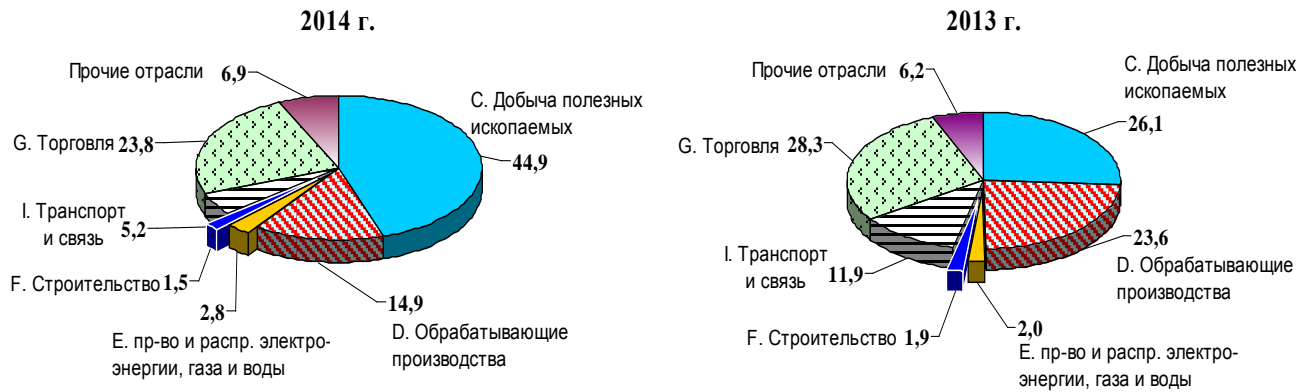 2014 г.
Прочие отрасли 6,9
C. Добыча полезных
ископаемых
44,9
G. Торговля 23,8
I. Транспорт
и связь 5,2
F. Строительство 1,5
2,8
E. пр-во и распр. электро-
энергии, газа и воды
14,9
D. Обрабатывающие
производства
2013 г.
Прочие отрасли 6,2
C. Добыча полезных
ископаемых
26,1
G. Торговля 28,3
I. Транспорт
и связь 11,9
F. Строительство 1,9
2,0
E. пр-во и распр. электро-
энергии, газа и воды
23,6
D. Обрабатывающие
производства